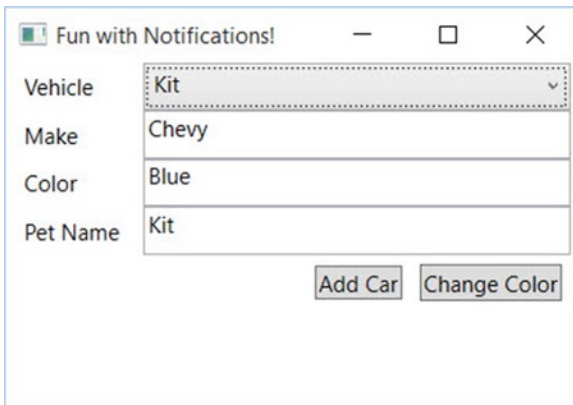 Fun with Notifications!
Vehicle Kit
Make Chevy
Color Blue
Pet Name Kit
Add Car Change Color